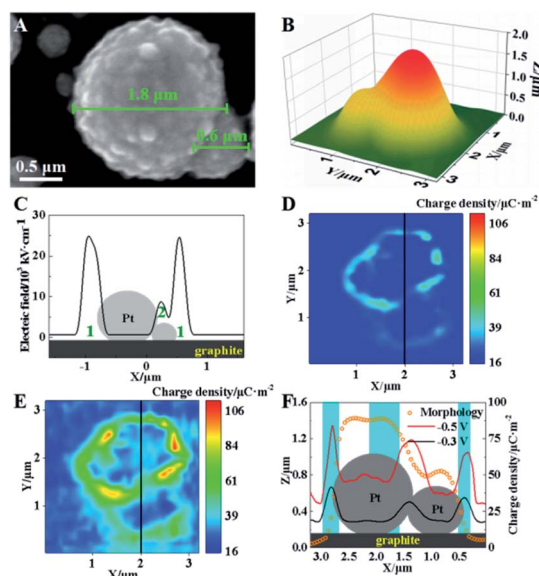 A
1.8 μm
0.6 μm
0.5 μm
B
2.0
1.5
1.0
0.5
0.0
Z/μm
1
2
3
Y/μm
1
2
3
X/μm
C
Electeic field/10³ kV·cm⁻¹
30
25
20
15
10
5
0
Pt
1
2
1
graphite
-1
0
1
X/μm
D
Charge density/μC·m⁻²
3
2
1
0
Y/μm
0
1
2
3
X/μm
106
84
61
39
16
E
Charge density/μC·m⁻²
3
2
1
0
Y/μm
0
1
2
3
X/μm
106
84
61
39
16
F
Morphology
-0.5 V
-0.3 V
Z/μm
1.6
1.2
0.8
0.4
0.0
Pt
Pt
graphite
3.0
2.5
2.0
1.5
1.0
0.5
X/μm
100
75
50
25
0
Charge density/μC·m⁻²